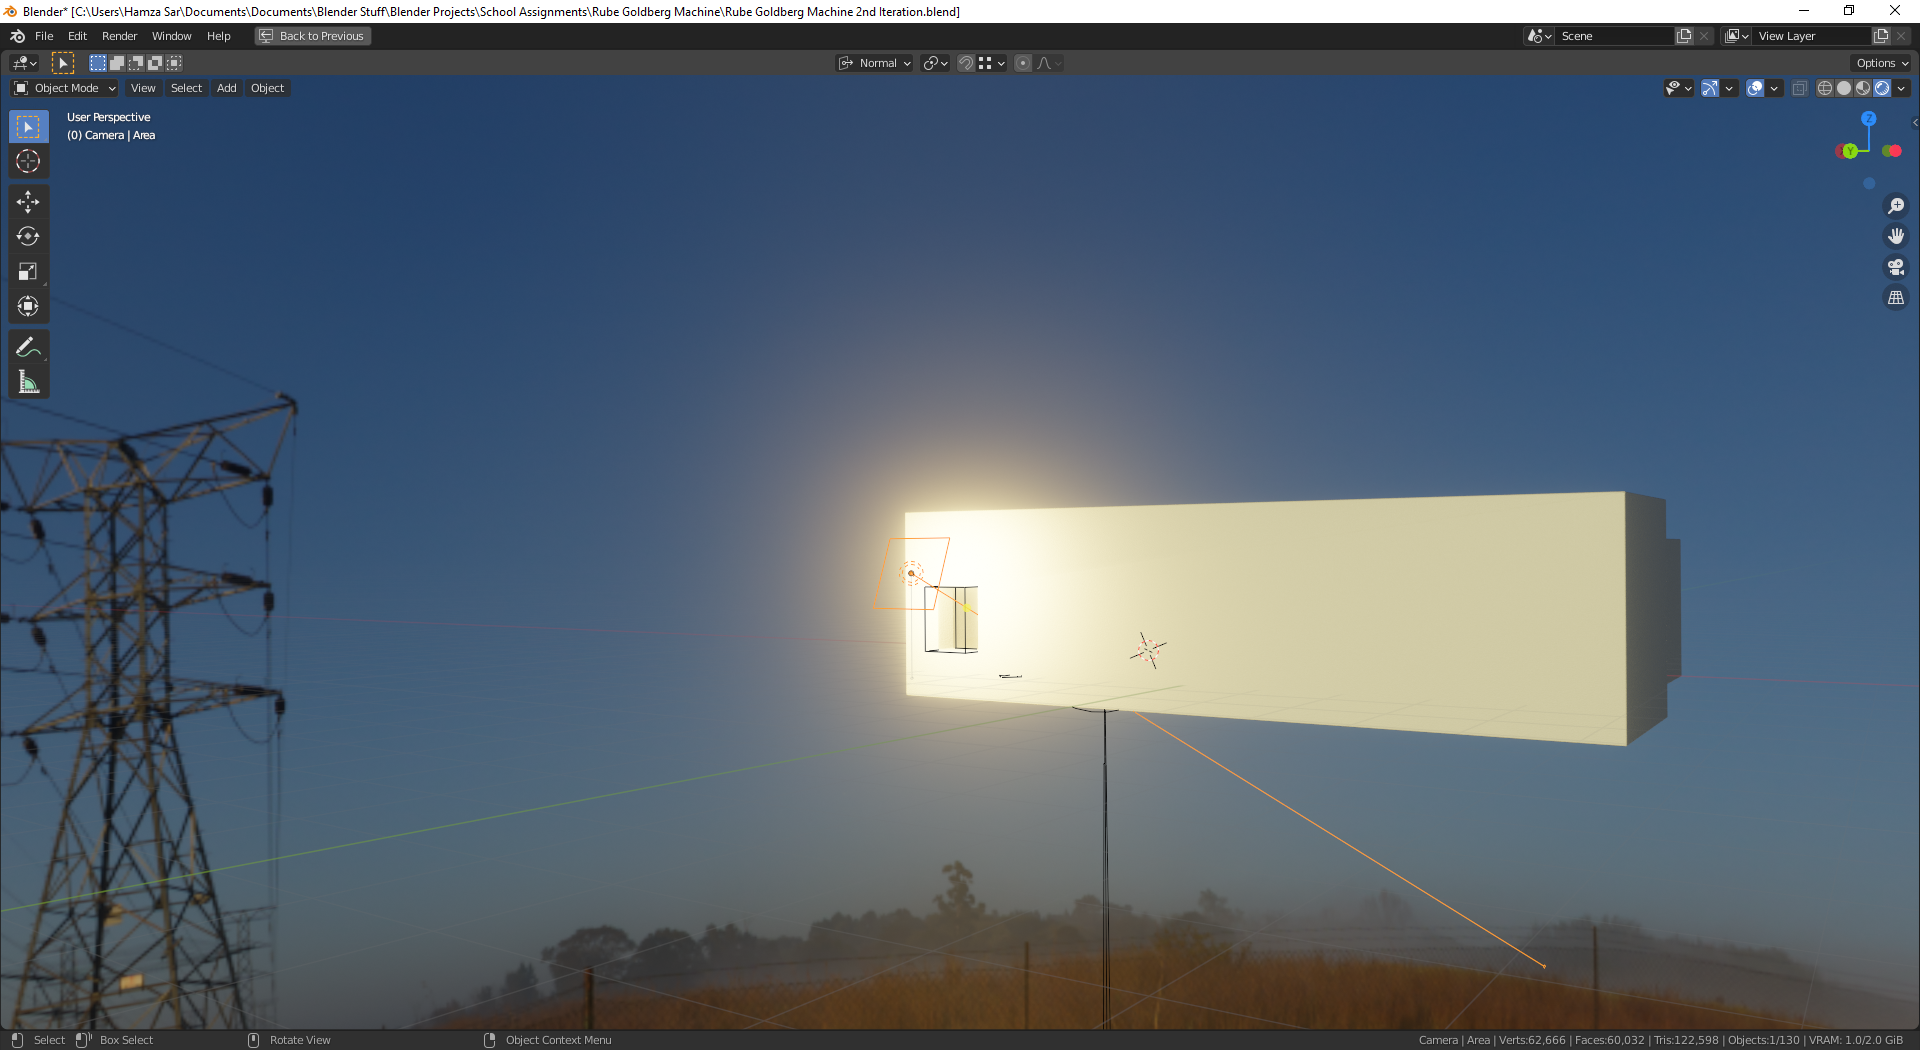 Blender* [C:\Users\Hamza Sar\Documents\Documents\Blender Stuff\Blender Projects\School Assignments\Rube Goldberg Machine\Rube Goldberg Machine 2nd Iteration.blend]
File Edit Render Window Help Back to Previous Scene View Layer
Normal Options
Object Mode View Select Add Object
User Perspective
(0) Camera | Area
Z
Y
Select Box Select Rotate View Object Context Menu Camera | Area | Verts:62,666 | Faces:60,032 | Tris:122,598 | Objects:1/130 | VRAM: 1.0/2.0 GiB